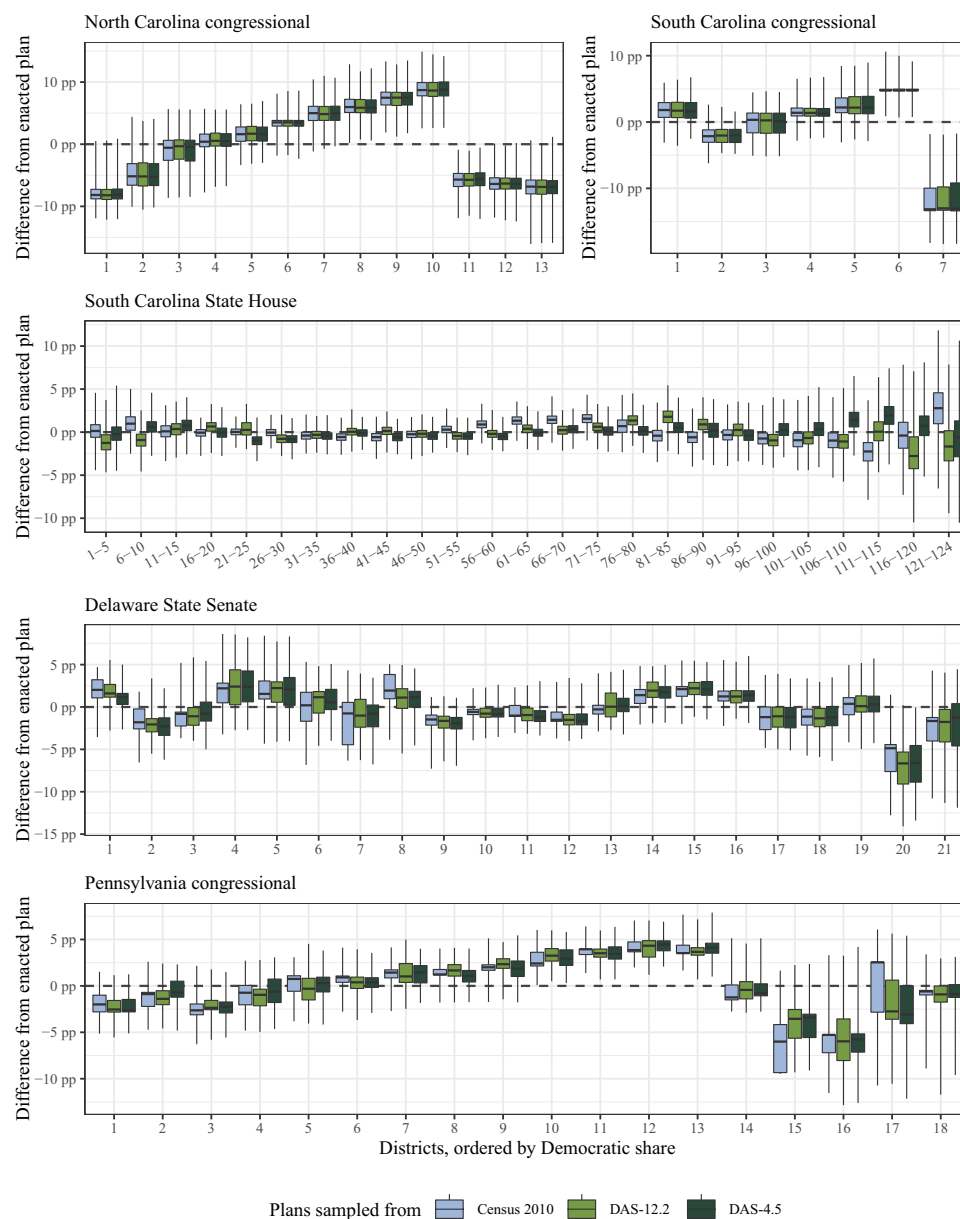 North Carolina congressional
South Carolina congressional
Difference from enacted plan
10 pp
0 pp
−10 pp
1 2 3 4 5 6 7 8 9 10 11 12 13
Difference from enacted plan
10 pp
0 pp
−10 pp
1 2 3 4 5 6 7
South Carolina State House
Difference from enacted plan
10 pp
5 pp
0 pp
−5 pp
−10 pp
1−5 6−10 11−15 16−20 21−25 26−30 31−35 36−40 41−45 46−50 51−55 56−60 61−65 66−70 71−75 76−80 81−85 86−90 91−95 96−100 101−105 106−110 111−115 116−120 121−124
Delaware State Senate
Difference from enacted plan
5 pp
0 pp
−5 pp
−10 pp
−15 pp
1 2 3 4 5 6 7 8 9 10 11 12 13 14 15 16 17 18 19 20 21
Pennsylvania congressional
Difference from enacted plan
5 pp
0 pp
−5 pp
−10 pp
1 2 3 4 5 6 7 8 9 10 11 12 13 14 15 16 17 18
Districts, ordered by Democratic share
Plans sampled from Census 2010 DAS-12.2 DAS-4.5